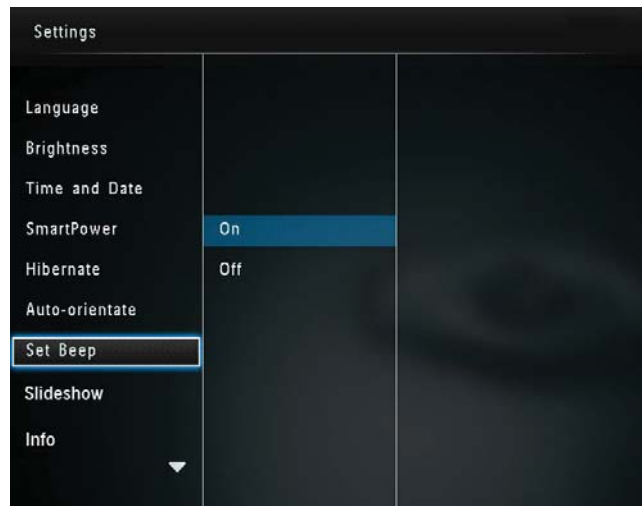 Settings
Language
Brightness
Time and Date
SmartPower
Hibernate
Auto-orientate
Set Beep
Slideshow
Info
On
Off